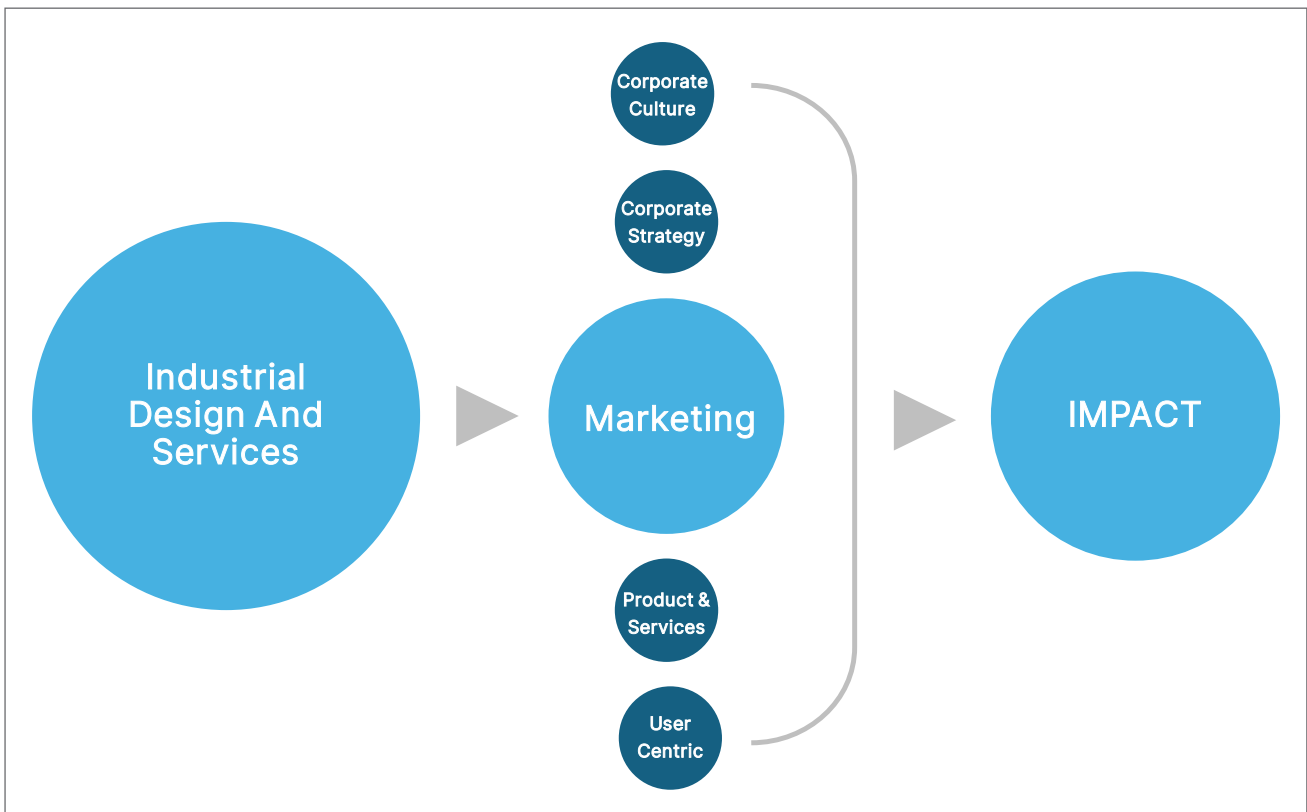 Corporate
Culture
Corporate
Strategy
Industrial
Design And
Services
Marketing
IMPACT
Product &
Services
User
Centric